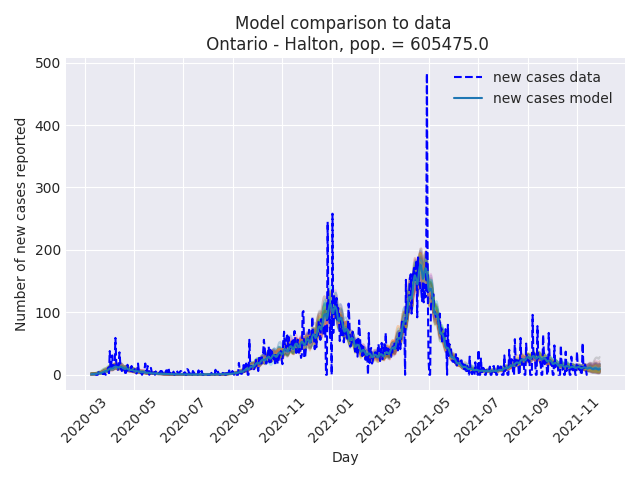 Model comparison to data
Ontario - Halton, pop. = 605475.0
500
400
300
200
100
0
Number of new cases reported
new cases data
new cases model
2020-03
2020-05
2020-07
2020-09
2020-11
2021-01
2021-03
2021-05
2021-07
2021-09
2021-11
Day